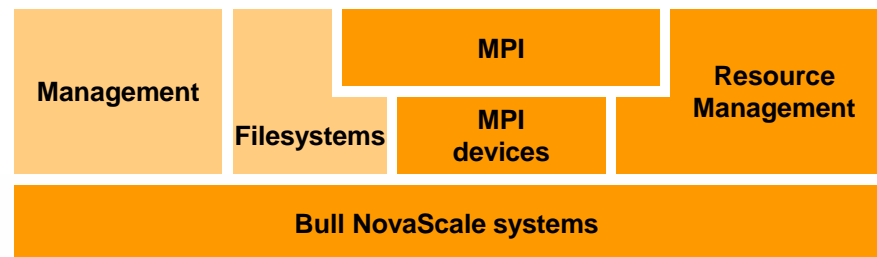 Management
Filesystems
MPI
MPI
devices
Resource
Management
Bull NovaScale systems